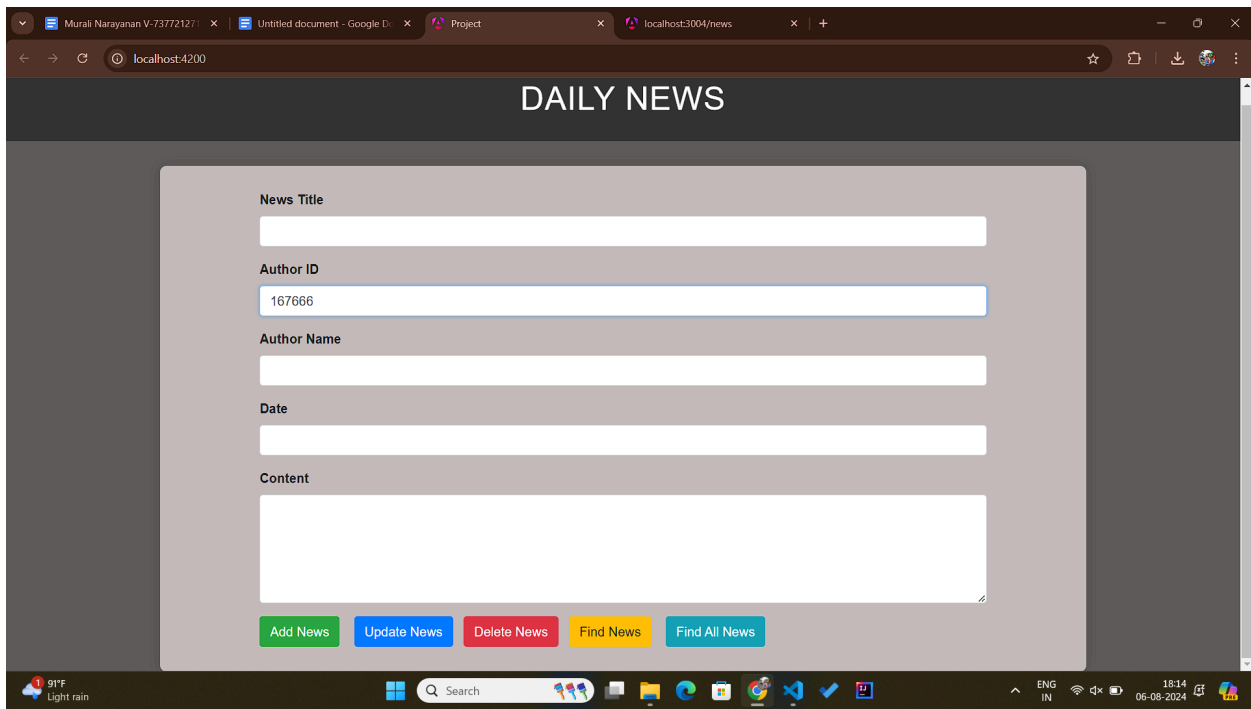 Murali Narayanan V-73772127
Untitled document - Google Do
Project
localhost:3004/news
localhost:4200
DAILY NEWS
News Title
Author ID
167666
Author Name
Date
Content
Add News Update News Delete News Find News Find All News
1
91°F
Light rain
Search
ENG
IN
18:14
06-08-2024